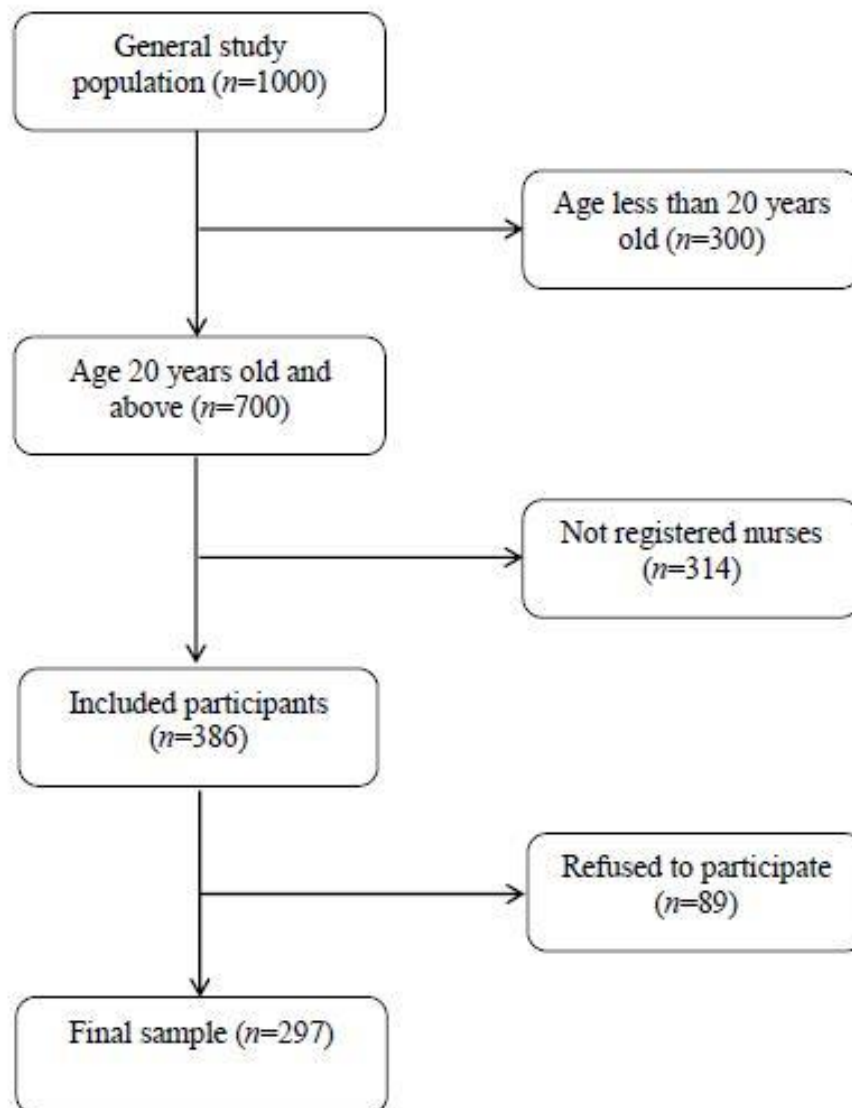 General study
population (n=1000)
Age less than 20 years
old (n=300)
Age 20 years old and
above (n=700)
Not registered nurses
(n=314)
Included participants
(n=386)
Refused to participate
(n=89)
Final sample (n=297)